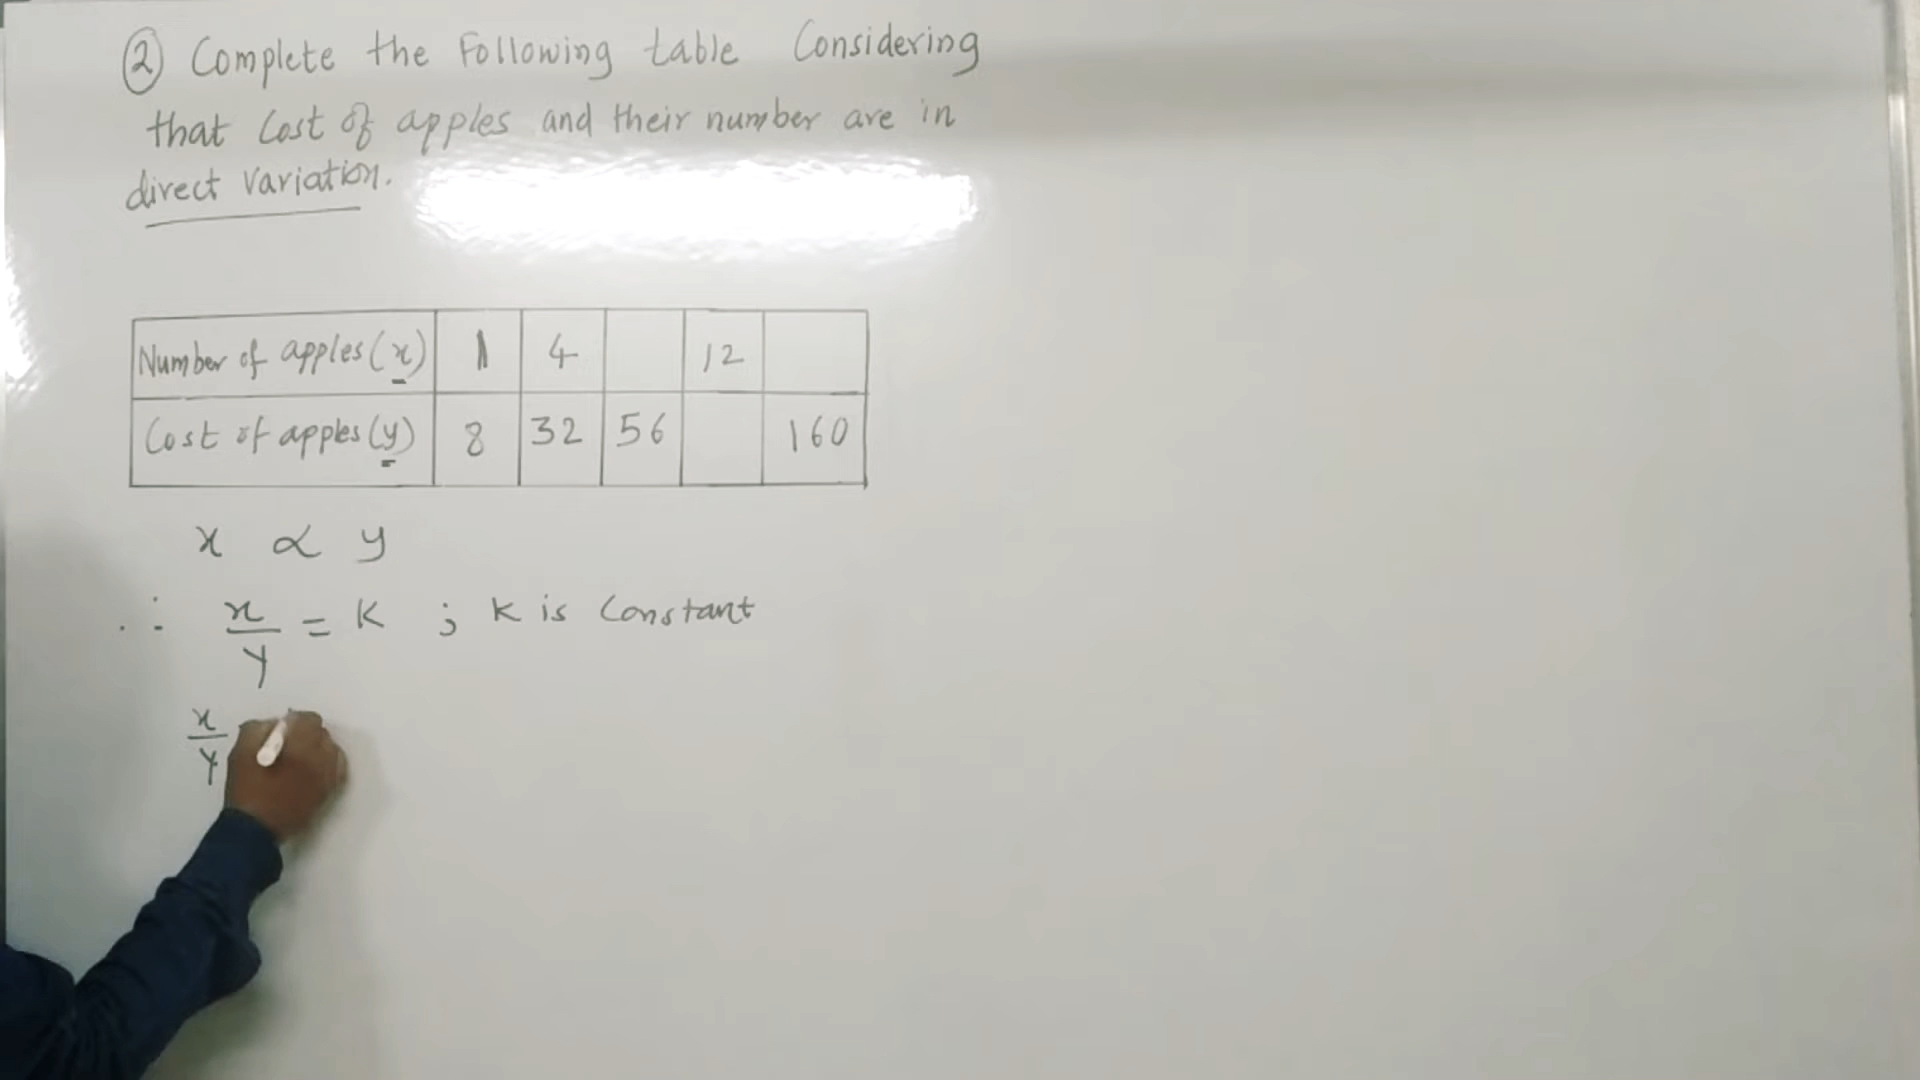 ② Complete the Following table Considering
that Cost of apples and their number are in
direct Variation.
Number of apples (x) 1 4 12
Cost of apples (y) 8 32 56 160
x ∝ y
∴ x/y = K ; K is Constant
x/y